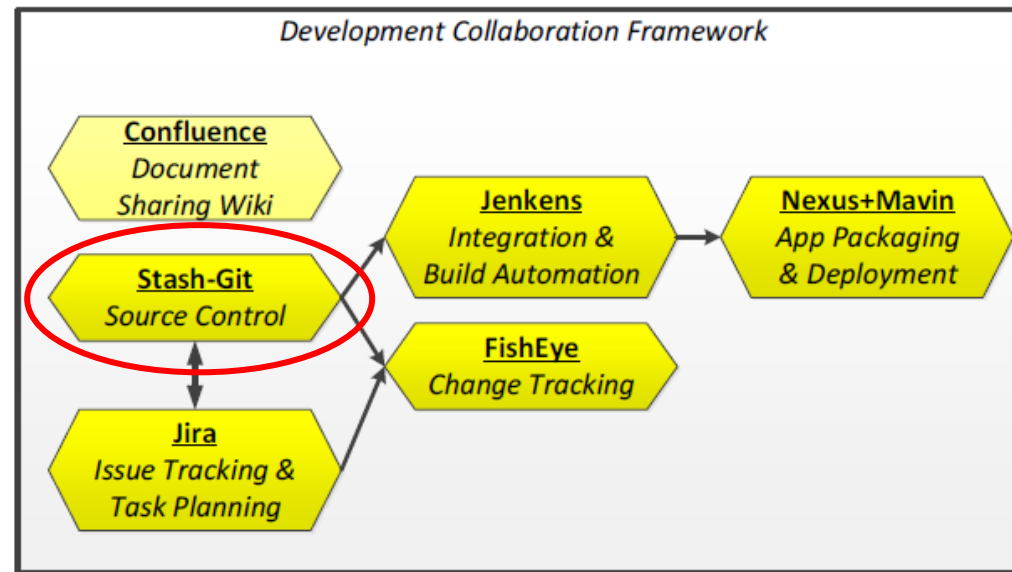 Development Collaboration Framework
Confluence
Document
Sharing Wiki
Stash-Git
Source Control
Jira
Issue Tracking &
Task Planning
Jenkens
Integration &
Build Automation
FishEye
Change Tracking
Nexus+Mavin
App Packaging
& Deployment